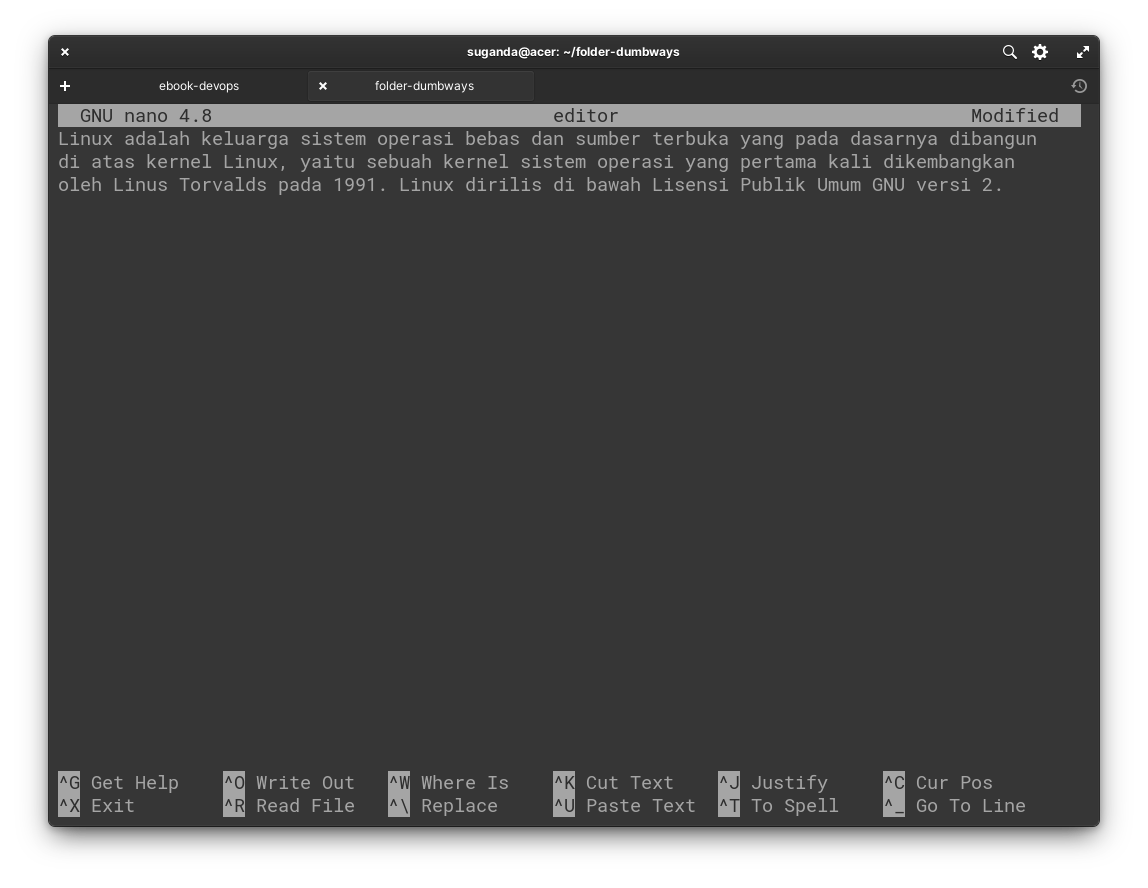 suganda@acer: ~/folder-dumbways
ebook-devops folder-dumbways
GNU nano 4.8 editor Modified
Linux adalah keluarga sistem operasi bebas dan sumber terbuka yang pada dasarnya dibangun
di atas kernel Linux, yaitu sebuah kernel sistem operasi yang pertama kali dikembangkan
oleh Linus Torvalds pada 1991. Linux dirilis di bawah Lisensi Publik Umum GNU versi 2.
^G Get Help ^O Write Out ^W Where Is ^K Cut Text ^J Justify ^C Cur Pos
^X Exit ^R Read File ^\ Replace ^U Paste Text ^T To Spell ^_ Go To Line